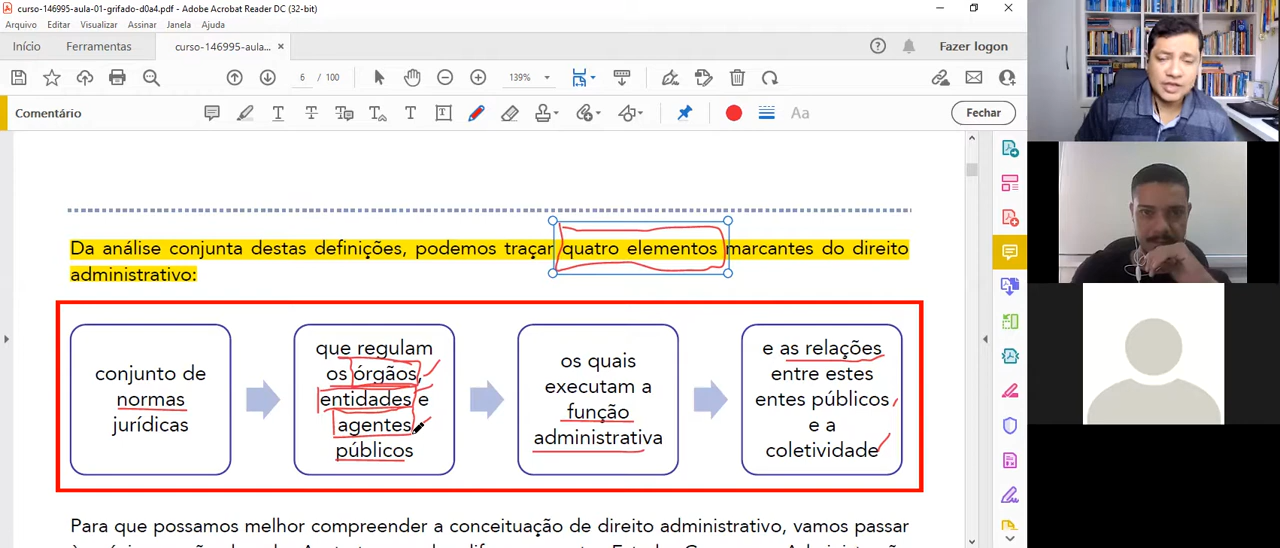 curso-146995-aula-01-grifado-d0a4.pdf - Adobe Acrobat Reader DC (32-bit)
Arquivo Editar Visualizar Assinar Janela Ajuda
Início Ferramentas curso-146995-aula... × Fazer logon
6 / 100 139%
Comentário Aa Fechar
Da análise conjunta destas definições, podemos traçar quatro elementos marcantes do direito
administrativo:
conjunto de
normas
jurídicas
que regulam
os órgãos,
entidades e
agentes
públicos
os quais
executam a
função
administrativa
e as relações
entre estes
entes públicos
e a
coletividade
Para que possamos melhor compreender a conceituação de direito administrativo, vamos passar